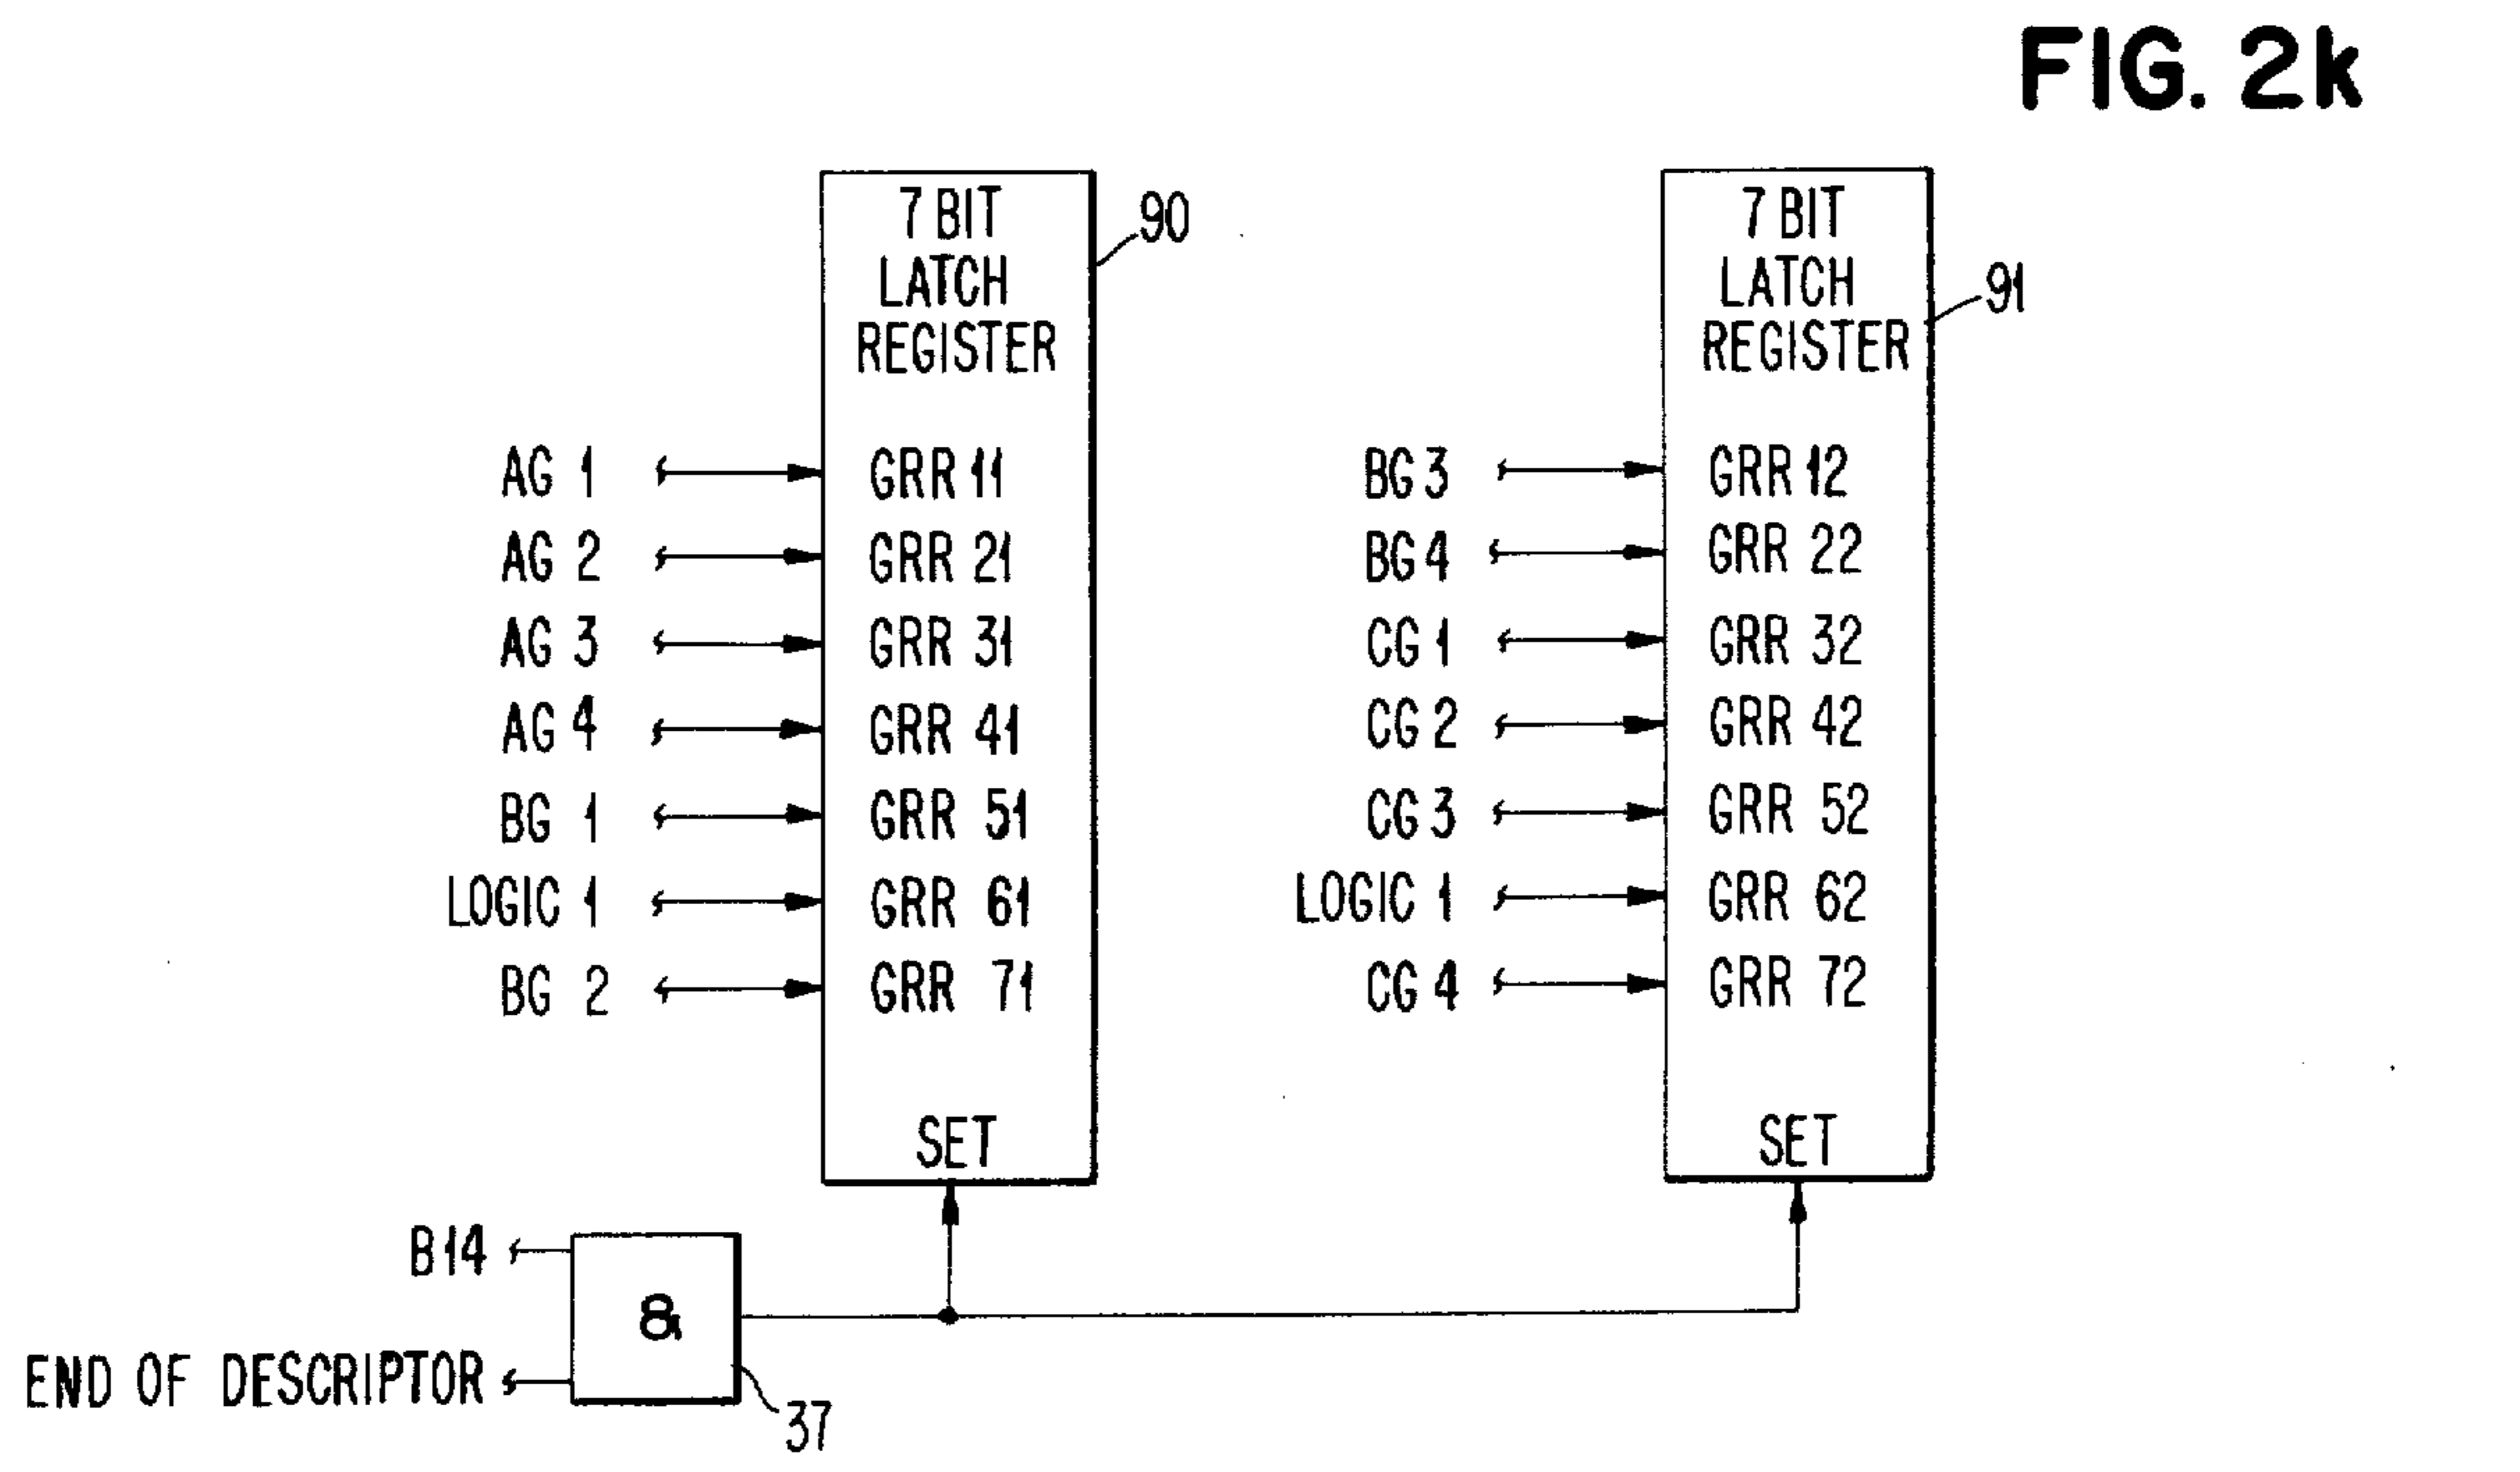 FIG. 2k
7 BIT
LATCH
REGISTER
90
AG 1
GRR 11
AG 2
GRR 21
AG 3
GRR 31
AG 4
GRR 41
BG 1
GRR 51
LOGIC 1
GRR 61
BG 2
GRR 71
SET
7 BIT
LATCH
REGISTER
91
BG 3
GRR 12
BG 4
GRR 22
CG 1
GRR 32
CG 2
GRR 42
CG 3
GRR 52
LOGIC 1
GRR 62
CG 4
GRR 72
SET
B14
&
END OF DESCRIPTOR
37